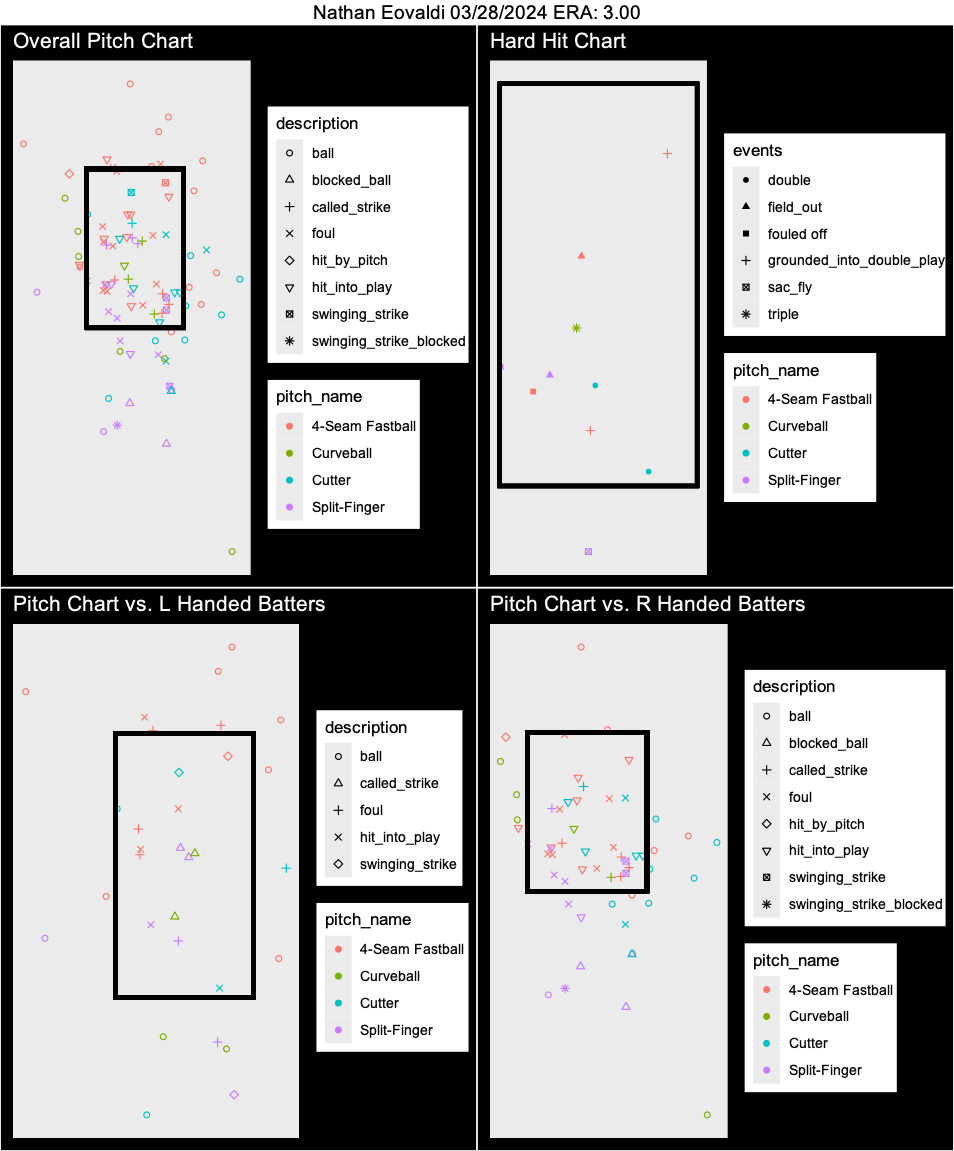 Nathan Eovaldi 03/28/2024 ERA: 3.00
Overall Pitch Chart
description
ball
blocked_ball
called_strike
foul
hit_by_pitch
hit_into_play
swinging_strike
swinging_strike_blocked
pitch_name
4-Seam Fastball
Curveball
Cutter
Split-Finger
Hard Hit Chart
events
double
field_out
fouled off
grounded_into_double_play
sac_fly
triple
pitch_name
4-Seam Fastball
Curveball
Cutter
Split-Finger
Pitch Chart vs. L Handed Batters
description
ball
called_strike
foul
hit_into_play
swinging_strike
pitch_name
4-Seam Fastball
Curveball
Cutter
Split-Finger
Pitch Chart vs. R Handed Batters
description
ball
blocked_ball
called_strike
foul
hit_by_pitch
hit_into_play
swinging_strike
swinging_strike_blocked
pitch_name
4-Seam Fastball
Curveball
Cutter
Split-Finger